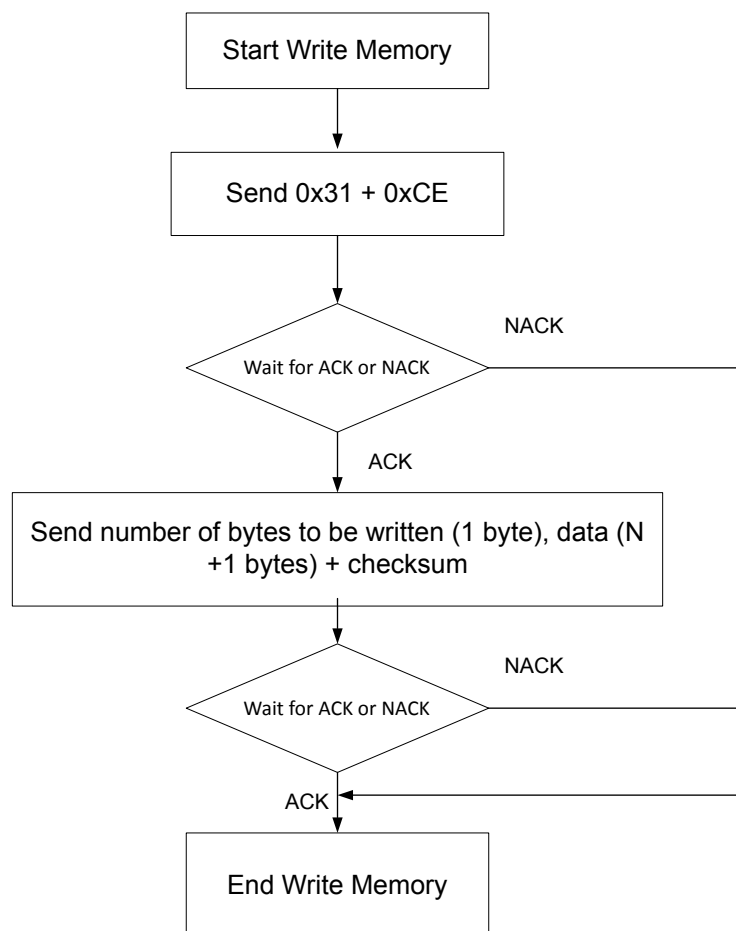 Start Write Memory
Send 0x31 + 0xCE
NACK
Wait for ACK or NACK
ACK
Send number of bytes to be written (1 byte), data (N
+1 bytes) + checksum
NACK
Wait for ACK or NACK
ACK
End Write Memory